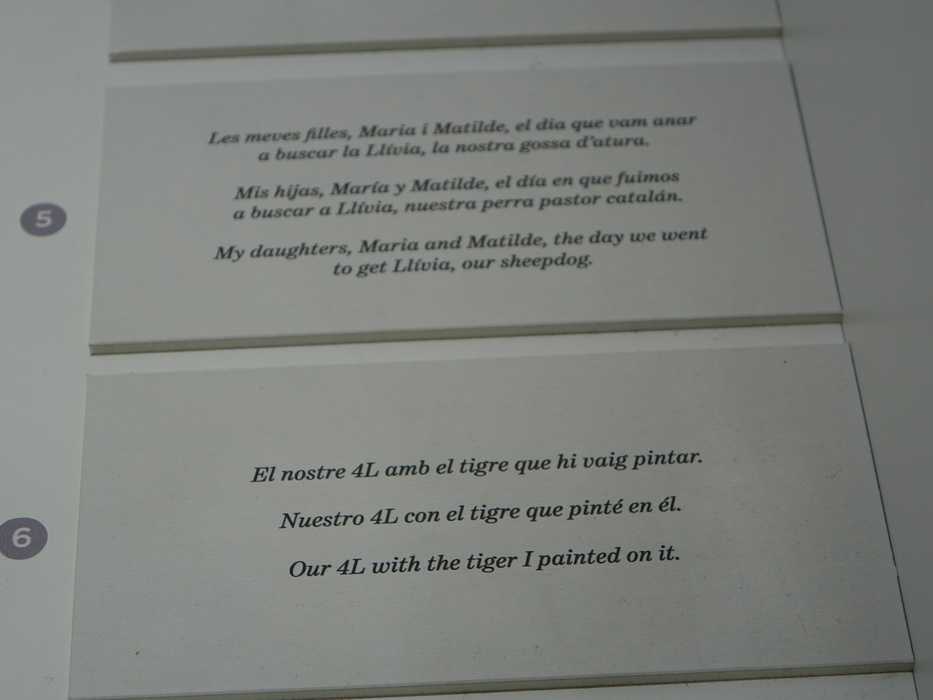 5
Les meves filles, Maria i Matilde, el dia que vam anar
a buscar la Llívia, la nostra gossa d'atura.
Mis hijas, María y Matilde, el día en que fuimos
a buscar a Llívia, nuestra perra pastor catalán.
My daughters, Maria and Matilde, the day we went
to get Llívia, our sheepdog.
6
El nostre 4L amb el tigre que hi vaig pintar.
Nuestro 4L con el tigre que pinté en él.
Our 4L with the tiger I painted on it.